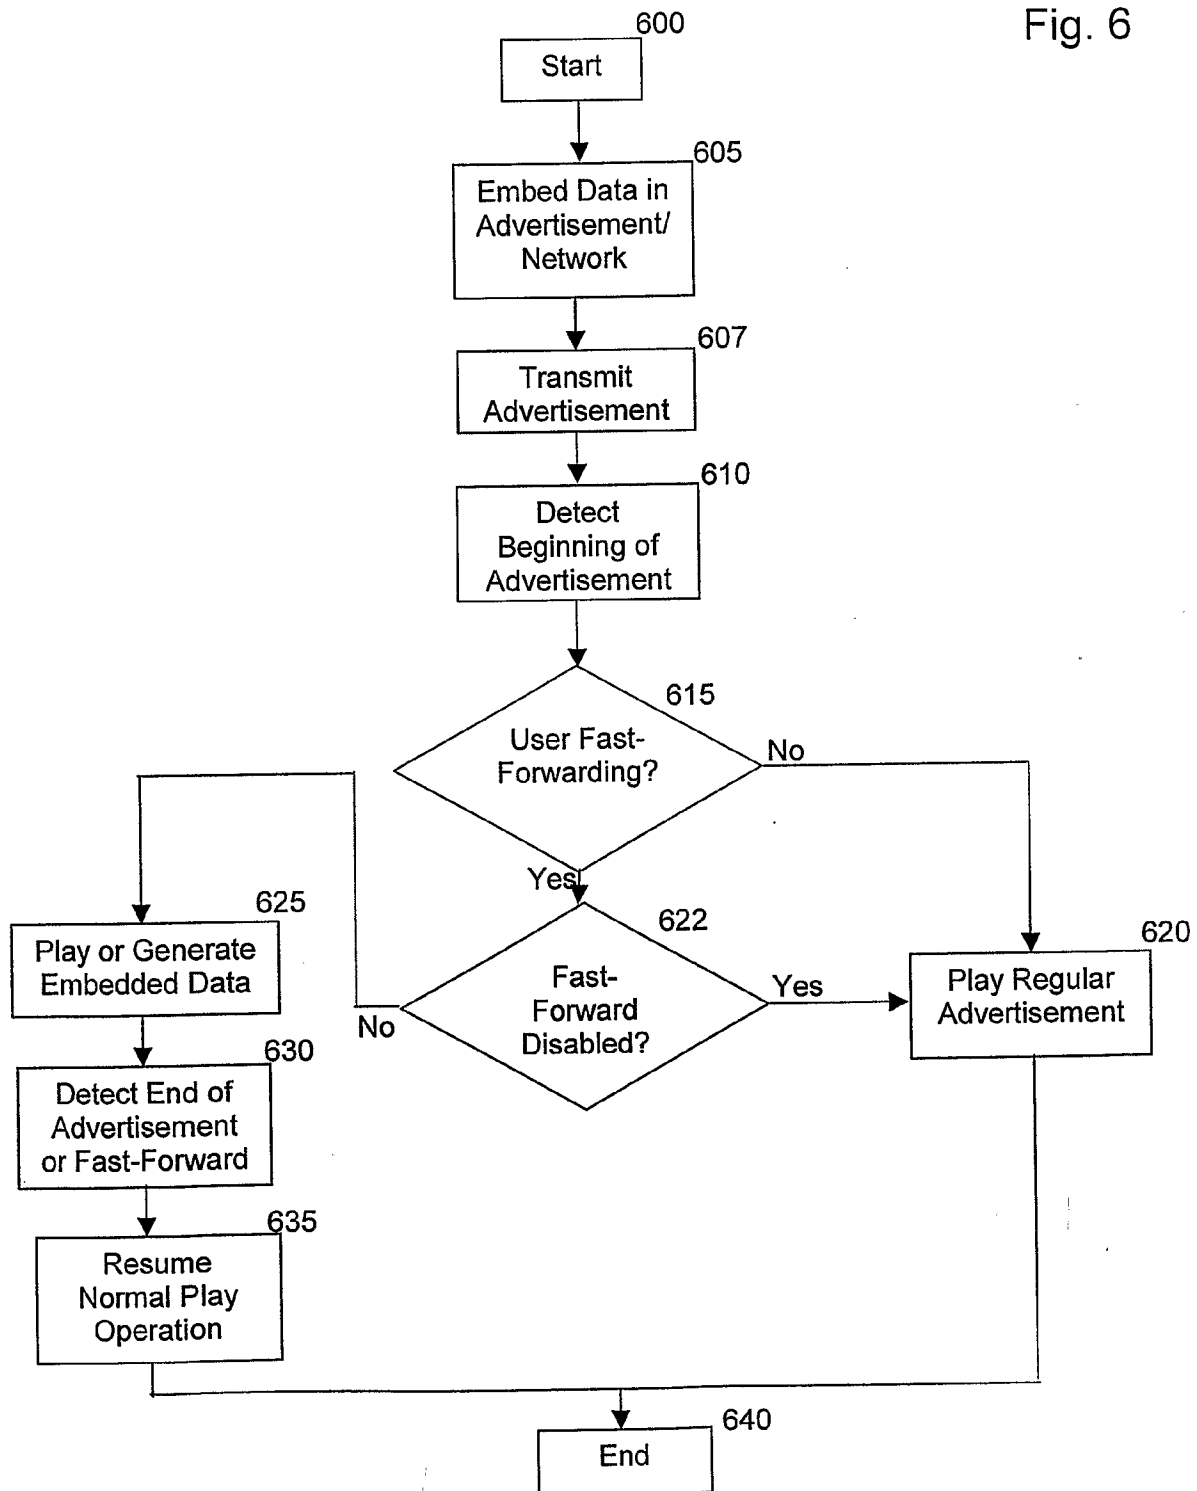 Fig. 6
600
Start
605
Embed Data in
Advertisement/
Network
607
Transmit
Advertisement
610
Detect
Beginning of
Advertisement
615
User Fast-
Forwarding?
No
Yes
622
Fast-
Forward
Disabled?
Yes
No
620
Play Regular
Advertisement
625
Play or Generate
Embedded Data
630
Detect End of
Advertisement
or Fast-Forward
635
Resume
Normal Play
Operation
640
End